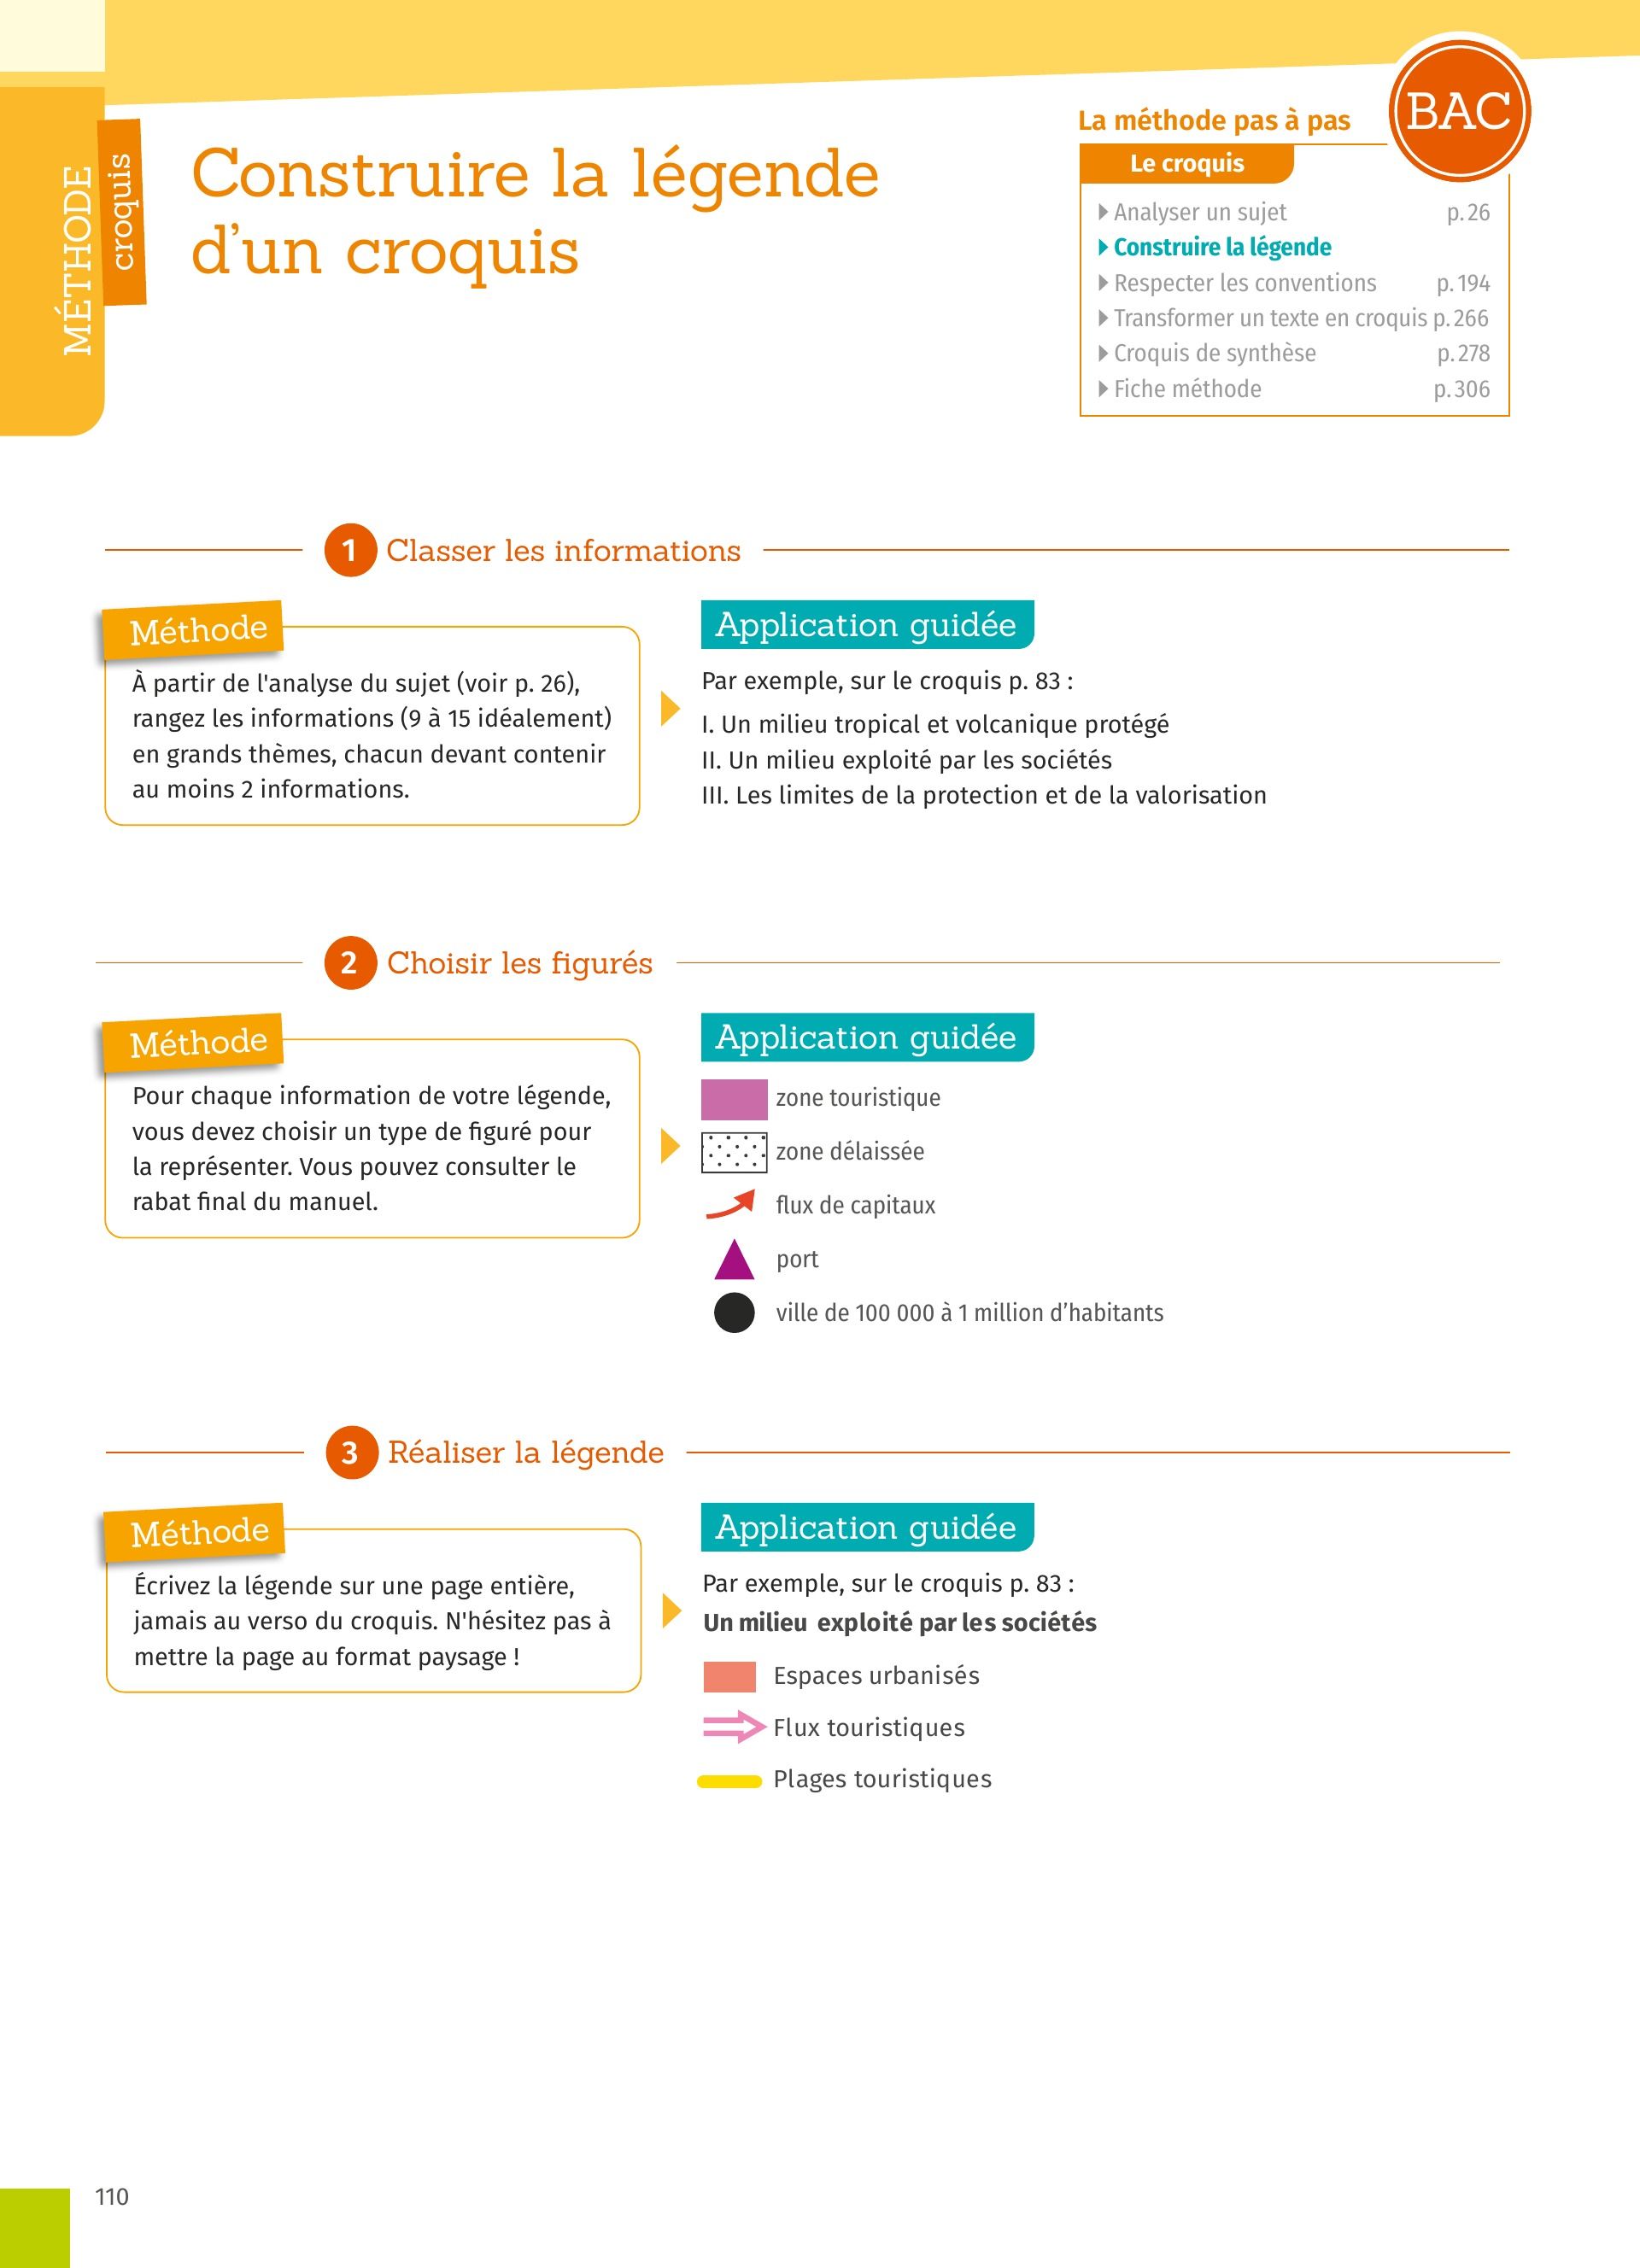 MÉTHODE
croquis
Construire la légende
d’un croquis
La méthode pas à pas
BAC
Le croquis
Analyser un sujet p. 26
Construire la légende
Respecter les conventions p. 194
Transformer un texte en croquis p. 266
Croquis de synthèse p. 278
Fiche méthode p. 306
1 Classer les informations
Méthode
À partir de l'analyse du sujet (voir p. 26),
rangez les informations (9 à 15 idéalement)
en grands thèmes, chacun devant contenir
au moins 2 informations.
Application guidée
Par exemple, sur le croquis p. 83 :
I. Un milieu tropical et volcanique protégé
II. Un milieu exploité par les sociétés
III. Les limites de la protection et de la valorisation
2 Choisir les figurés
Méthode
Pour chaque information de votre légende,
vous devez choisir un type de figuré pour
la représenter. Vous pouvez consulter le
rabat final du manuel.
Application guidée
zone touristique
zone délaissée
flux de capitaux
port
ville de 100 000 à 1 million d’habitants
3 Réaliser la légende
Méthode
Écrivez la légende sur une page entière,
jamais au verso du croquis. N'hésitez pas à
mettre la page au format paysage !
Application guidée
Par exemple, sur le croquis p. 83 :
Un milieu exploité par les sociétés
Espaces urbanisés
Flux touristiques
Plages touristiques
110